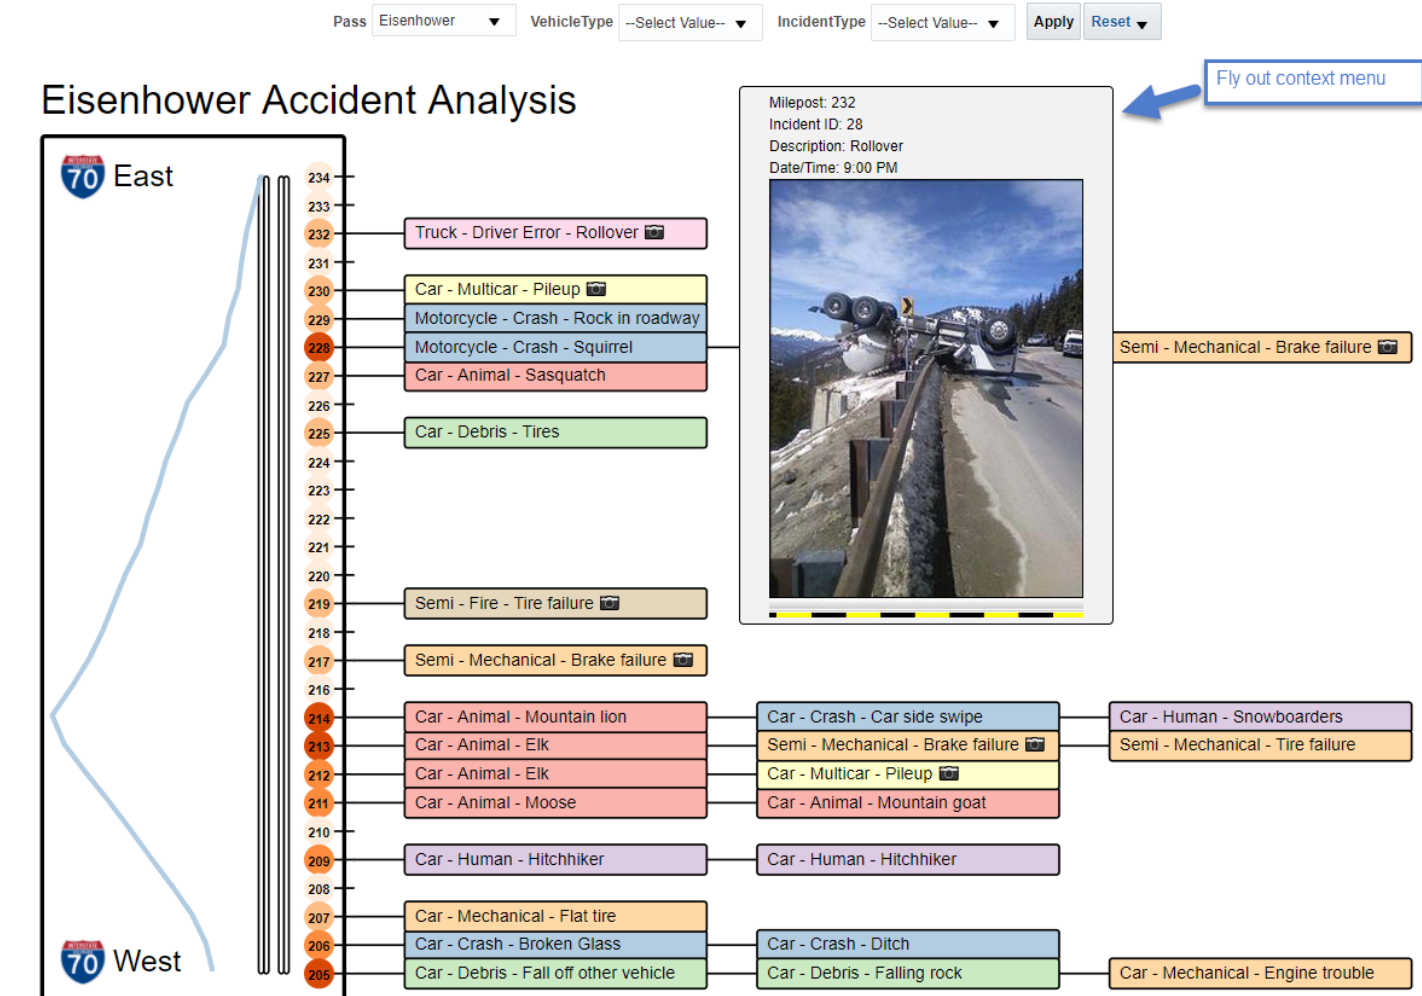 Pass Eisenhower VehicleType --Select Value-- IncidentType --Select Value-- Apply Reset
Fly out context menu
Eisenhower Accident Analysis
Milepost: 232
Incident ID: 28
Description: Rollover
Date/Time: 9:00 PM
INTERSTATE
70 East
234
233
232 Truck - Driver Error - Rollover
231
230 Car - Multicar - Pileup
229 Motorcycle - Crash - Rock in roadway
228 Motorcycle - Crash - Squirrel Semi - Mechanical - Brake failure
227 Car - Animal - Sasquatch
226
225 Car - Debris - Tires
224
223
222
221
220
219 Semi - Fire - Tire failure
218
217 Semi - Mechanical - Brake failure
216
214 Car - Animal - Mountain lion Car - Crash - Car side swipe Car - Human - Snowboarders
213 Car - Animal - Elk Semi - Mechanical - Brake failure Semi - Mechanical - Tire failure
212 Car - Animal - Elk Car - Multicar - Pileup
211 Car - Animal - Moose Car - Animal - Mountain goat
210
209 Car - Human - Hitchhiker Car - Human - Hitchhiker
208
207 Car - Mechanical - Flat tire
206 Car - Crash - Broken Glass Car - Crash - Ditch
INTERSTATE
70 West
205 Car - Debris - Fall off other vehicle Car - Debris - Falling rock Car - Mechanical - Engine trouble